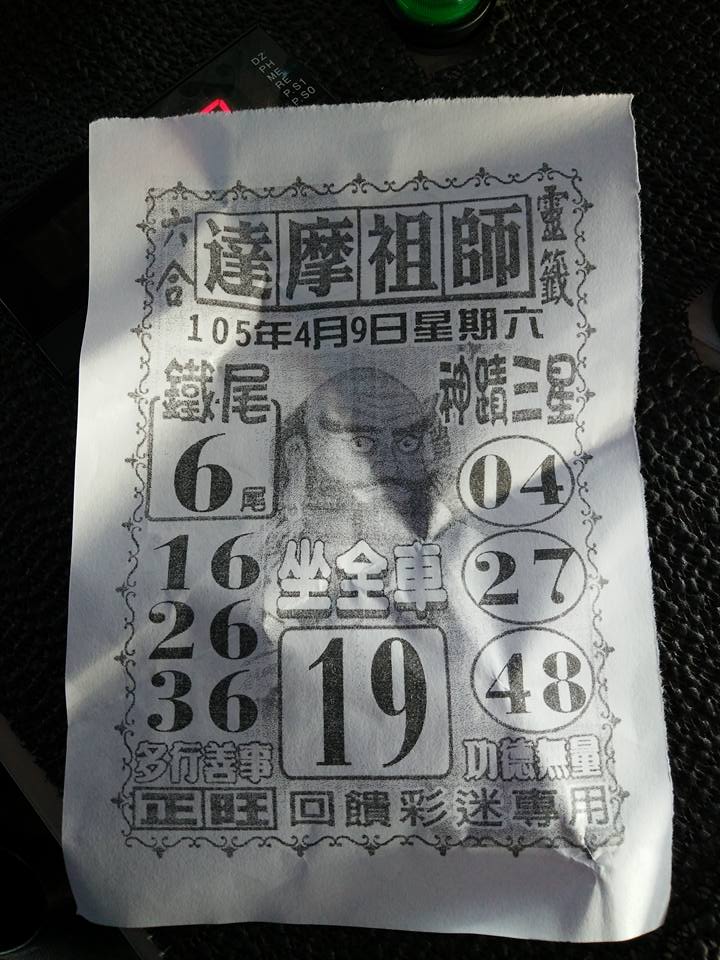 六合 達摩祖師 靈籤
105年4月9日星期六
鐵尾
6尾
16
26
36
神蹟三星
04
27
48
坐全車
19
多行善事
功德無量
正旺 回饋彩迷專用